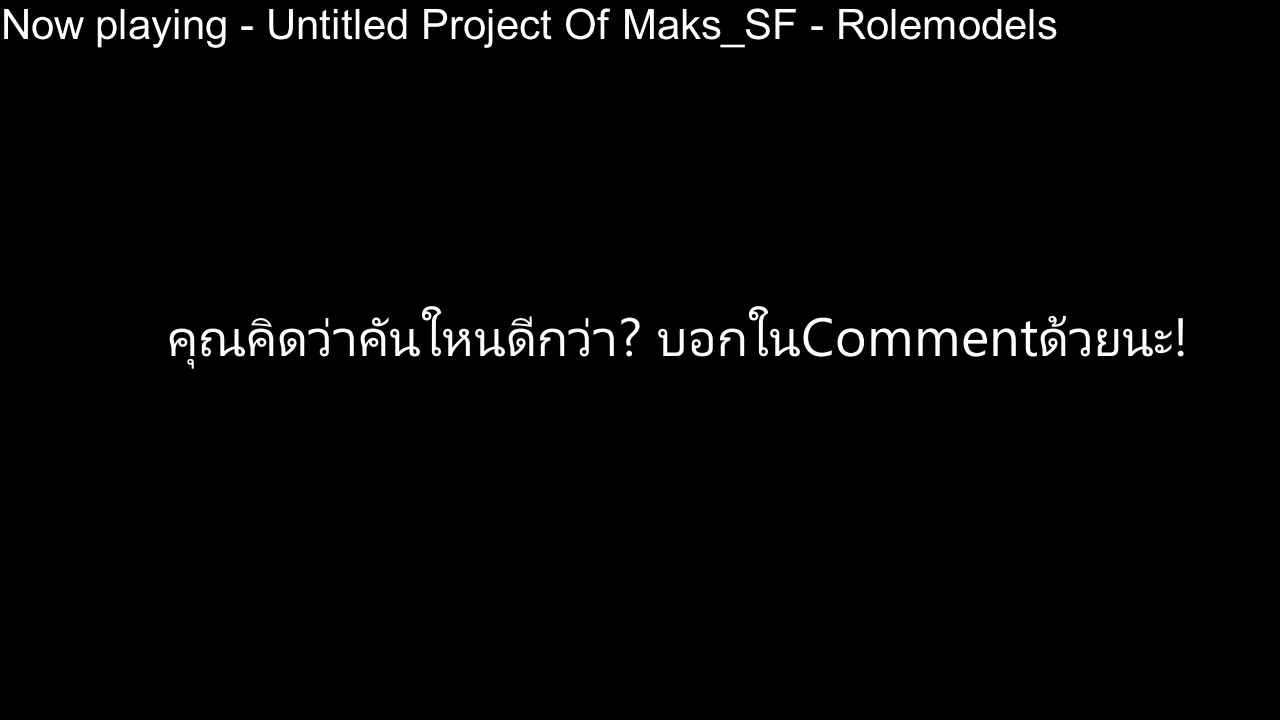 Now playing - Untitled Project Of Maks_SF - Rolemodels
คุณคิดว่าคันใหนดีกว่า? บอกในCommentด้วยนะ!